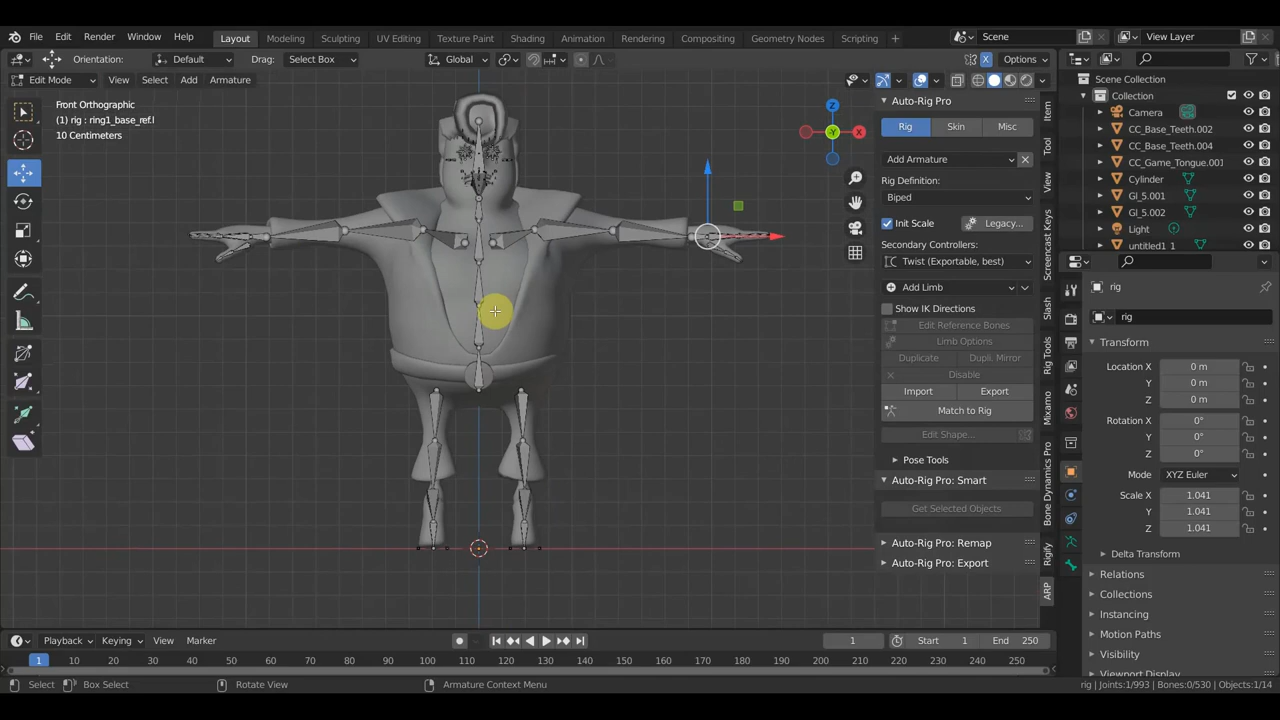 File Edit Render Window Help Layout Modeling Sculpting UV Editing Texture Paint Shading Animation Rendering Compositing Geometry Nodes Scripting + Scene View Layer
Orientation: Default Drag: Select Box Global Options
Edit Mode View Select Add Armature
Front Orthographic
(1) rig : ring1_base_ref.l
10 Centimeters
Z
X
-Y
Auto-Rig Pro
Rig Skin Misc
Add Armature
Rig Definition:
Biped
Init Scale Legacy...
Secondary Controllers:
Twist (Exportable, best)
Add Limb
Show IK Directions
Edit Reference Bones
Limb Options
Duplicate Dupli. Mirror
Disable
Import Export
Match to Rig
Edit Shape...
Pose Tools
Auto-Rig Pro: Smart
Get Selected Objects
Auto-Rig Pro: Remap
Auto-Rig Pro: Export
Item
Tool
View
Screencast Keys
Slash
Rig Tools
Mixamo
Bone Dynamics Pro
Rigify
ARP
Scene Collection
Collection
Camera
CC_Base_Teeth.002
CC_Base_Teeth.004
CC_Game_Tongue.001
Cylinder
GI_5.001
GI_5.002
Light
untitled1_1
rig
rig
Transform
Location X 0 m
Y 0 m
Z 0 m
Rotation X 0°
Y 0°
Z 0°
Mode XYZ Euler
Scale X 1.041
Y 1.041
Z 1.041
Delta Transform
Relations
Collections
Instancing
Motion Paths
Visibility
Viewport Display
Playback Keying View Marker 1 Start 1 End 250
1 10 20 30 40 50 60 70 80 90 100 110 120 130 140 150 160 170 180 190 200 210 220 230 240 250
Select Box Select Rotate View Armature Context Menu rig | Joints:1/993 | Bones:0/530 | Objects:1/14